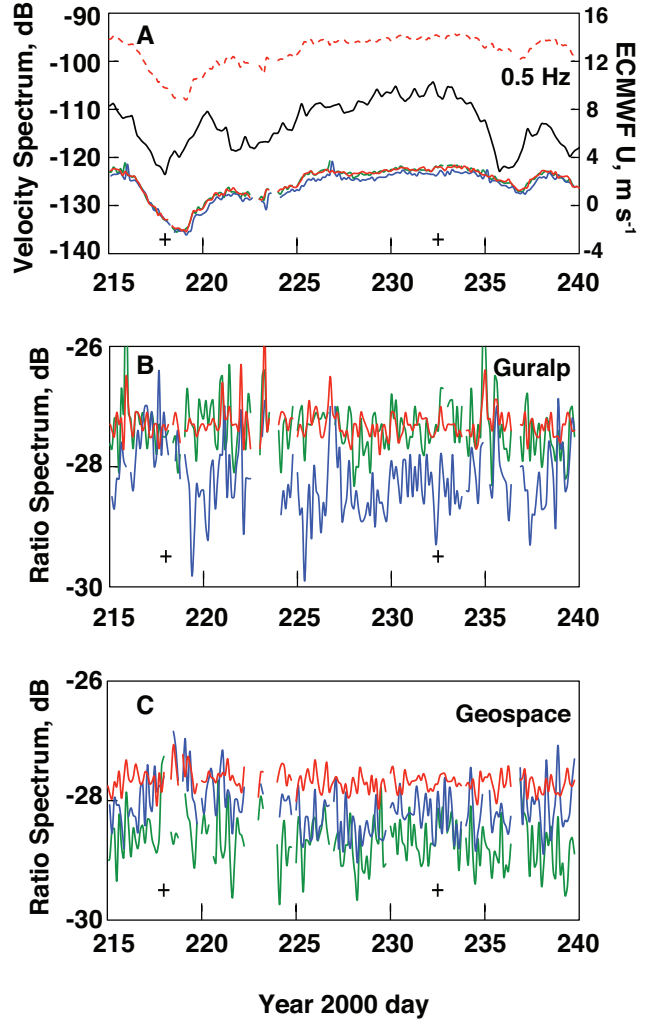 Velocity Spectrum, dB
-90
-100
-110
-120
-130
-140
A
0.5 Hz
16
12
8
4
0
-4
ECMWF U, m s-1
215 220 225 230 235 240
Ratio Spectrum, dB
-26
-28
-30
B
Guralp
215 220 225 230 235 240
Ratio Spectrum, dB
-26
-28
-30
C
Geospace
215 220 225 230 235 240
Year 2000 day